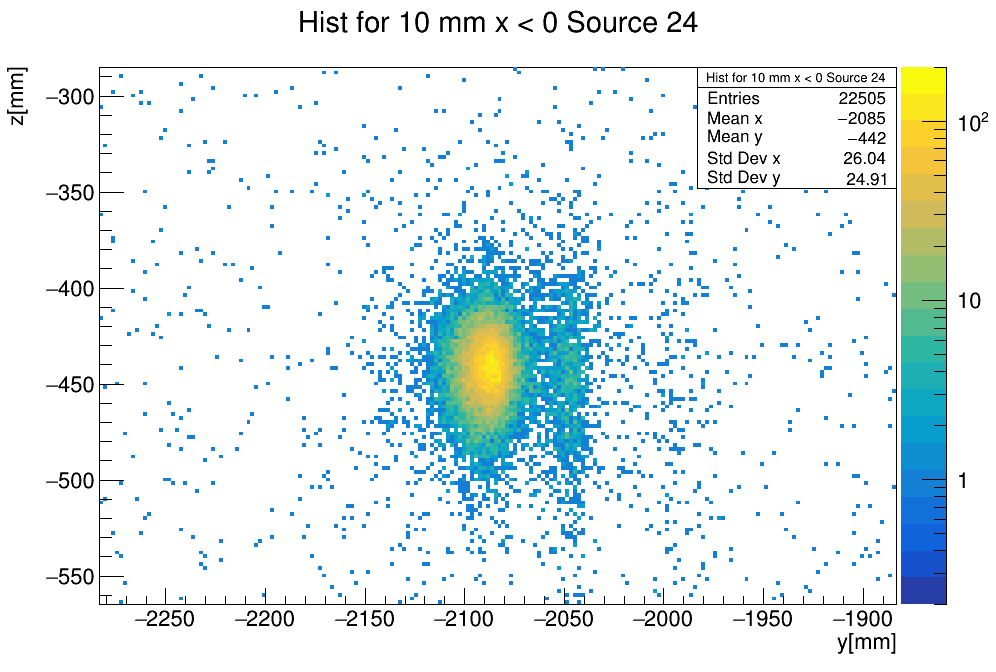 Hist for 10 mm x < 0 Source 24
z[mm]
Hist for 10 mm x < 0 Source 24
Entries 22505
Mean x −2085
Mean y −442
Std Dev x 26.04
Std Dev y 24.91
−300
−350
−400
−450
−500
−550
10²
10
1
−2250 −2200 −2150 −2100 −2050 −2000 −1950 −1900
y[mm]